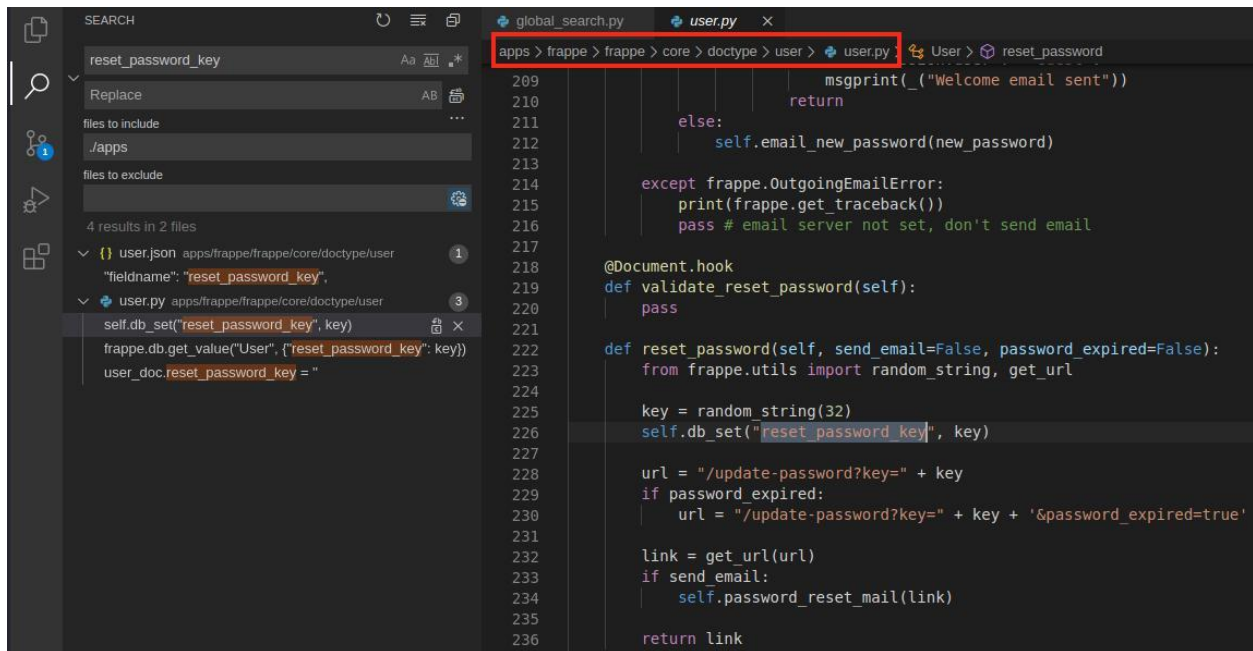 SEARCH
reset_password_key
Aa Abl .*
Replace
AB
files to include
...
./apps
files to exclude
4 results in 2 files
{} user.json apps/frappe/frappe/core/doctype/user 1
"fieldname": "reset_password_key",
user.py apps/frappe/frappe/core/doctype/user 3
self.db_set("reset_password_key", key)
frappe.db.get_value("User", {"reset_password_key": key})
user_doc.reset_password_key = "
1
global_search.py user.py ×
apps > frappe > frappe > core > doctype > user > user.py > User > reset_password
209 msgprint(_("Welcome email sent"))
210 return
211 else:
212 self.email_new_password(new_password)
213
214 except frappe.OutgoingEmailError:
215 print(frappe.get_traceback())
216 pass # email server not set, don't send email
217
218 @Document.hook
219 def validate_reset_password(self):
220 pass
221
222 def reset_password(self, send_email=False, password_expired=False):
223 from frappe.utils import random_string, get_url
224
225 key = random_string(32)
226 self.db_set("reset_password_key", key)
227
228 url = "/update-password?key=" + key
229 if password_expired:
230 url = "/update-password?key=" + key + '&password_expired=true'
231
232 link = get_url(url)
233 if send_email:
234 self.password_reset_mail(link)
235
236 return link